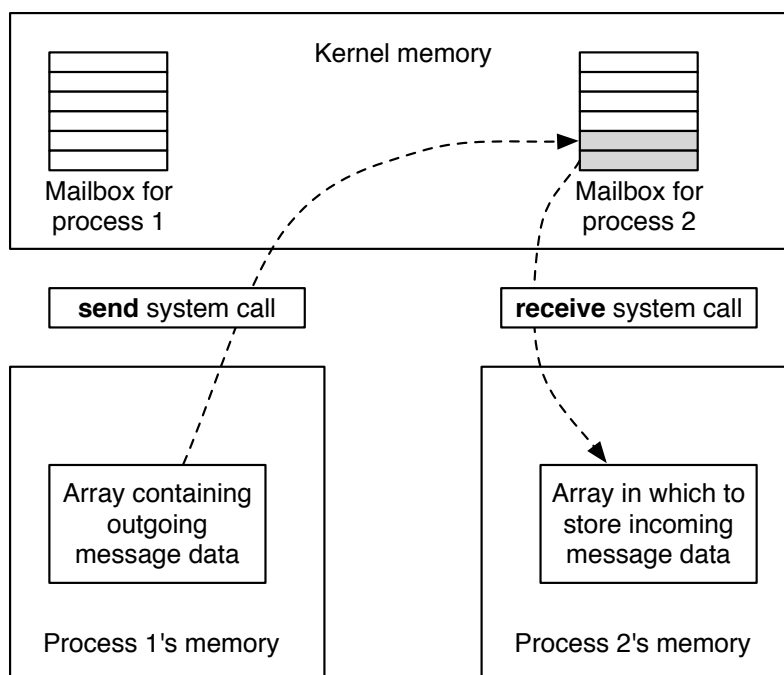 Kernel memory
Mailbox for
process 1
Mailbox for
process 2
send system call
receive system call
Array containing
outgoing
message data
Process 1's memory
Array in which to
store incoming
message data
Process 2's memory